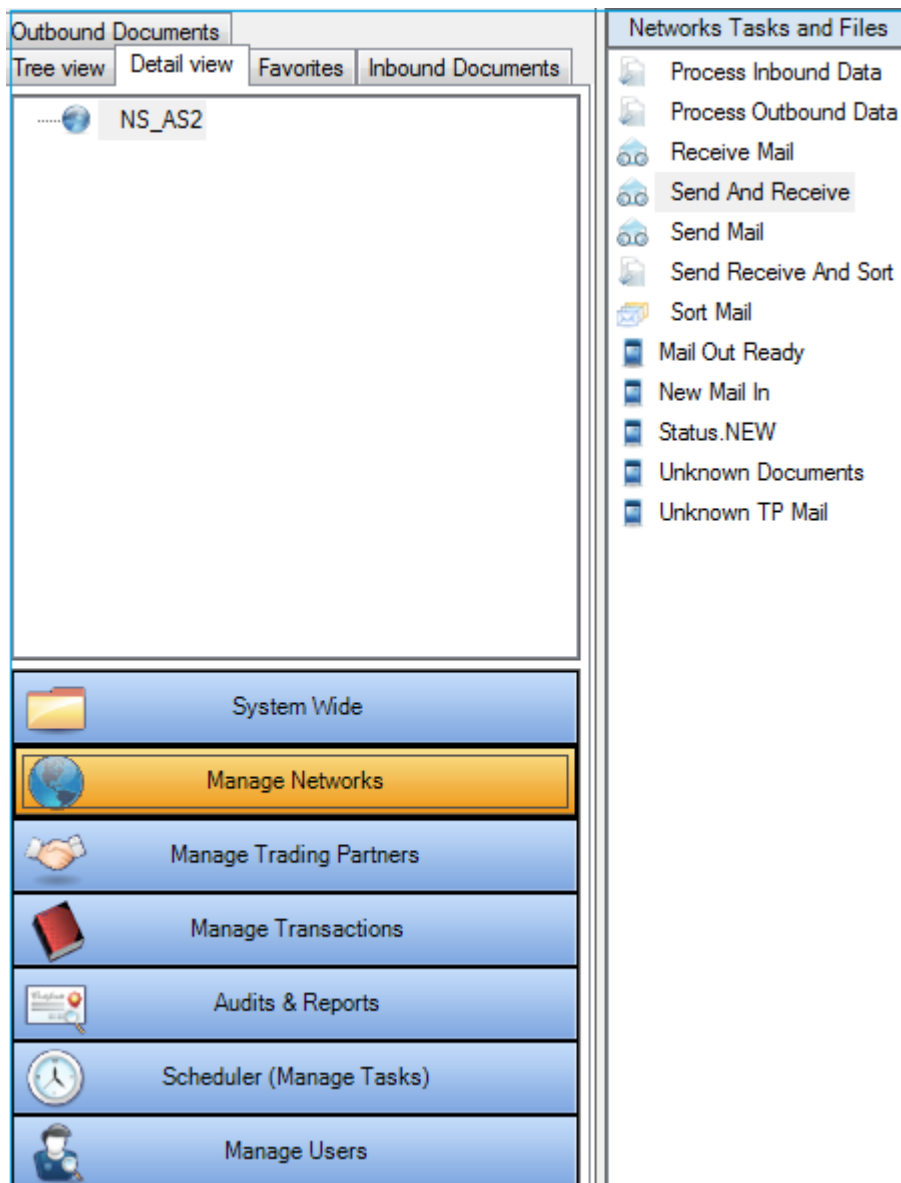 Outbound Documents
Tree view
Detail view
Favorites
Inbound Documents
NS_AS2
System Wide
Manage Networks
Manage Trading Partners
Manage Transactions
Audits & Reports
Scheduler (Manage Tasks)
Manage Users
Networks Tasks and Files
Process Inbound Data
Process Outbound Data
Receive Mail
Send And Receive
Send Mail
Send Receive And Sort
Sort Mail
Mail Out Ready
New Mail In
Status.NEW
Unknown Documents
Unknown TP Mail